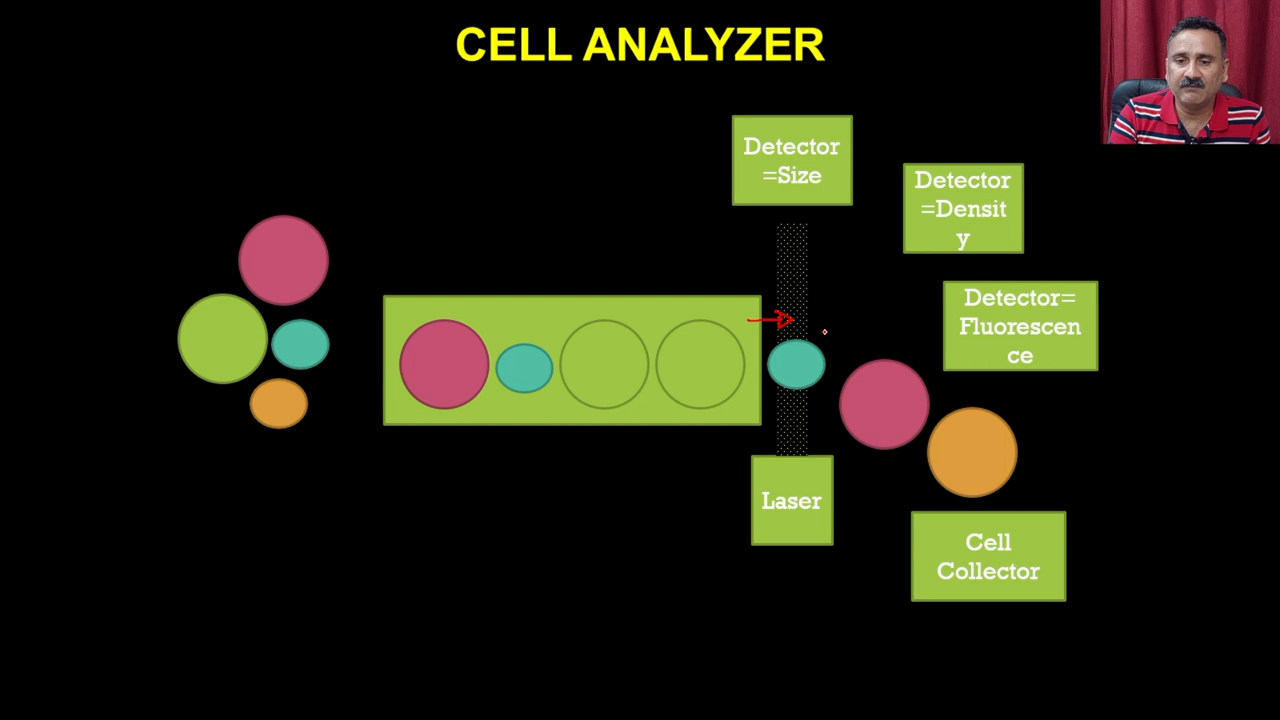 CELL ANALYZER
Detector
=Size
Detector
=Densit
y
Detector=
Fluorescen
ce
Laser
Cell
Collector